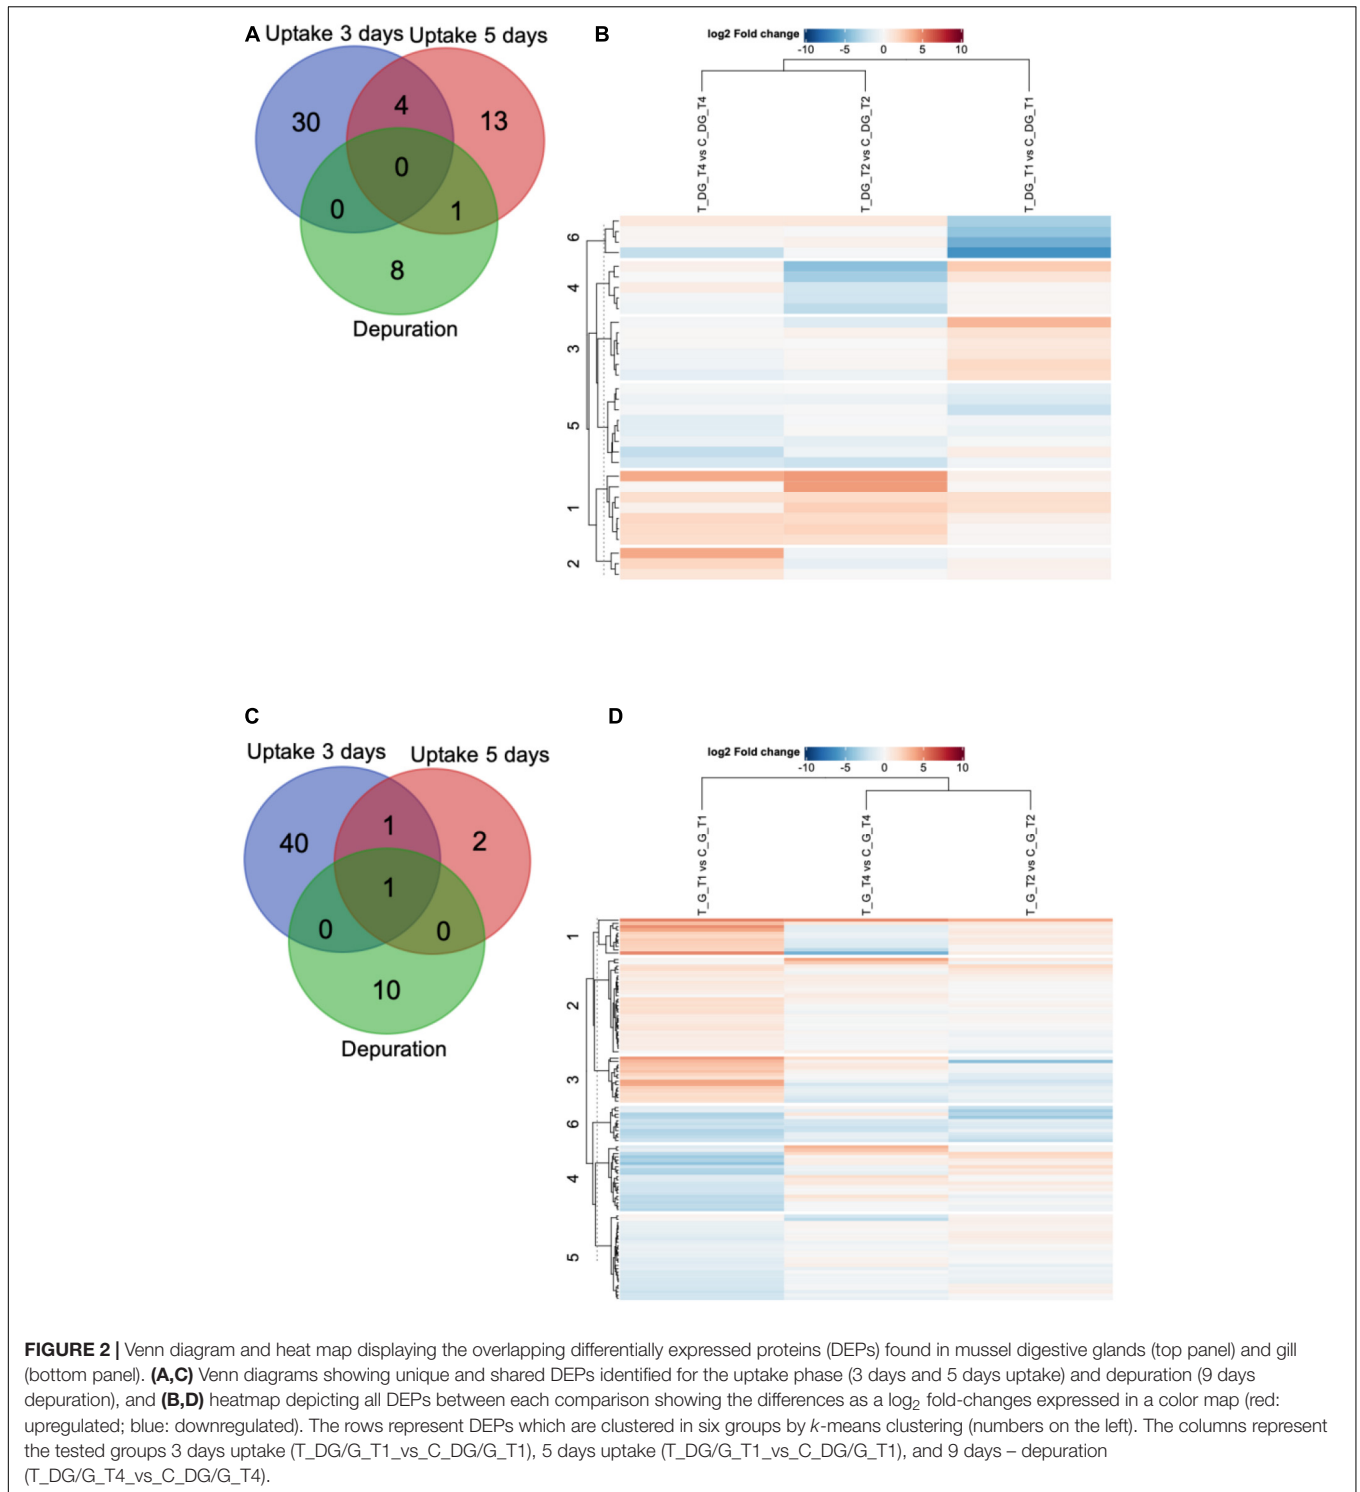 A Uptake 3 days Uptake 5 days
30
4
13
0
0
1
8
Depuration
B
log2 Fold change
-10 -5 0 5 10
T_DG_T4 vs C_DG_T4
T_DG_T2 vs C_DG_T2
T_DG_T1 vs C_DG_T1
6
4
3
5
1
2
C
Uptake 3 days Uptake 5 days
40
1
2
1
0
0
10
Depuration
D
log2 Fold change
-10 -5 0 5 10
T_G_T1 vs C_G_T1
T_G_T4 vs C_G_T4
T_G_T2 vs C_G_T2
1
2
3
6
4
5
FIGURE 2 | Venn diagram and heat map displaying the overlapping differentially expressed proteins (DEPs) found in mussel digestive glands (top panel) and gill
(bottom panel). (A,C) Venn diagrams showing unique and shared DEPs identified for the uptake phase (3 days and 5 days uptake) and depuration (9 days
depuration), and (B,D) heatmap depicting all DEPs between each comparison showing the differences as a log2 fold-changes expressed in a color map (red:
upregulated; blue: downregulated). The rows represent DEPs which are clustered in six groups by k-means clustering (numbers on the left). The columns represent
the tested groups 3 days uptake (T_DG/G_T1_vs_C_DG/G_T1), 5 days uptake (T_DG/G_T1_vs_C_DG/G_T1), and 9 days – depuration
(T_DG/G_T4_vs_C_DG/G_T4).